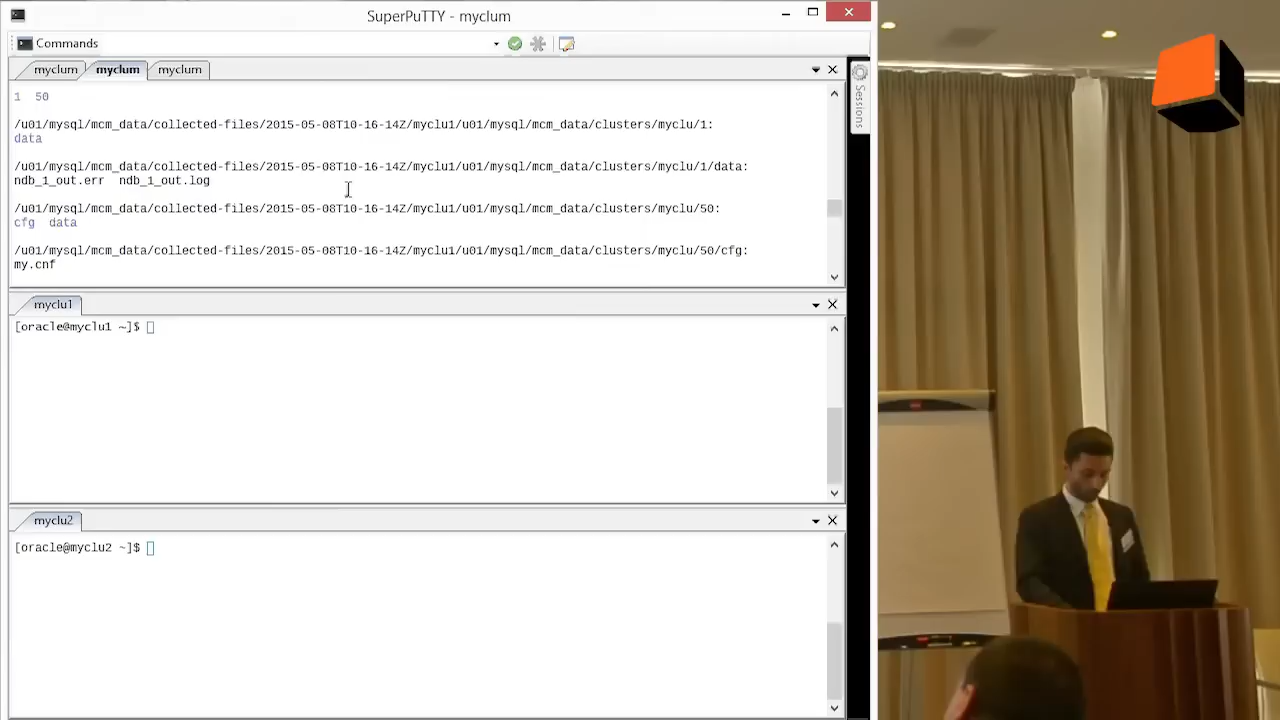 SuperPuTTY - myclum
Commands
myclum myclum myclum
Sessions
1 50
/u01/mysql/mcm_data/collected-files/2015-05-08T10-16-14Z/myclu1/u01/mysql/mcm_data/clusters/myclu/1:
data
/u01/mysql/mcm_data/collected-files/2015-05-08T10-16-14Z/myclu1/u01/mysql/mcm_data/clusters/myclu/1/data:
ndb_1_out.err ndb_1_out.log
/u01/mysql/mcm_data/collected-files/2015-05-08T10-16-14Z/myclu1/u01/mysql/mcm_data/clusters/myclu/50:
cfg data
/u01/mysql/mcm_data/collected-files/2015-05-08T10-16-14Z/myclu1/u01/mysql/mcm_data/clusters/myclu/50/cfg:
my.cnf
myclu1
[oracle@myclu1 ~]$
myclu2
[oracle@myclu2 ~]$